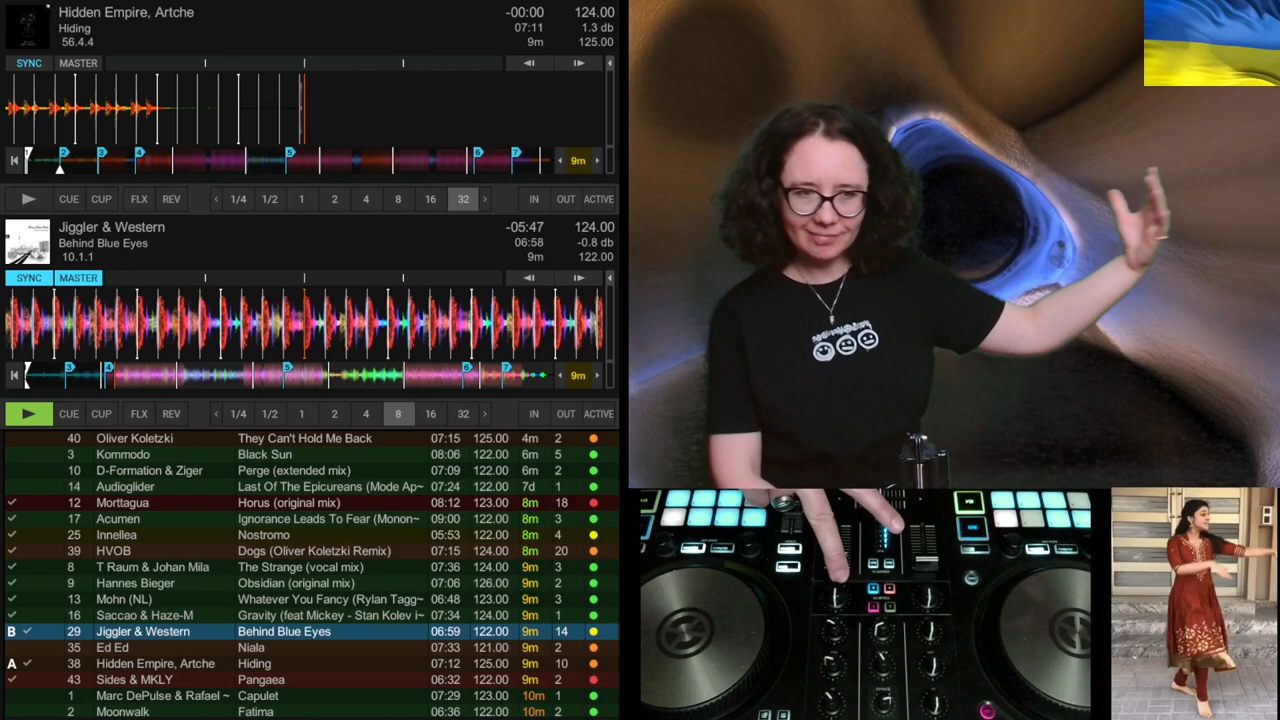 Hidden Empire, Artche -00:00 124.00
Hiding 07:11 1.3 db
56.4.4 9m 125.00
SYNC MASTER
1 2 3 4 5 6 7 9m
CUE CUP FLX REV < 1/4 1/2 1 2 4 8 16 32 > IN OUT ACTIVE
Jiggler & Western -05:47 124.00
Behind Blue Eyes 06:58 -0.8 db
10.1.1 9m 122.00
SYNC MASTER
3 4 5 6 7 9m
CUE CUP FLX REV < 1/4 1/2 1 2 4 8 16 32 > IN OUT ACTIVE
40 Oliver Koletzki They Can't Hold Me Back 07:15 125.00 4m 2
3 Kommodo Black Sun 08:06 122.00 6m 5
10 D-Formation & Ziger Perge (extended mix) 07:09 122.00 6m 2
14 Audioglider Last Of The Epicureans (Mode Ap~ 07:24 122.00 7d 1
12 Morttagua Horus (original mix) 08:12 123.00 8m 18
17 Acumen Ignorance Leads To Fear (Monon~ 09:00 122.00 8m 3
25 Innellea Nostromo 05:53 122.00 8m 4
39 HVOB Dogs (Oliver Koletzki Remix) 07:15 124.00 8m 20
8 T Raum & Johan Mila The Strange (vocal mix) 07:36 124.00 9m 3
9 Hannes Bieger Obsidian (original mix) 07:06 126.00 9m 2
13 Mohn (NL) Whatever You Fancy (Rylan Tagg~ 06:48 123.00 9m 3
16 Saccao & Haze-M Gravity (feat Mickey - Stan Kolev i~ 07:34 124.00 9m 1
B 29 Jiggler & Western Behind Blue Eyes 06:59 122.00 9m 14
35 Ed Ed Niala 07:33 121.00 9m 2
A 38 Hidden Empire, Artche Hiding 07:12 125.00 9m 10
43 Sides & MKLY Pangaea 06:32 122.00 9m 2
1 Marc DePulse & Rafael ~ Capulet 07:29 123.00 10m 1
2 Moonwalk Fatima 06:36 122.00 10m 2